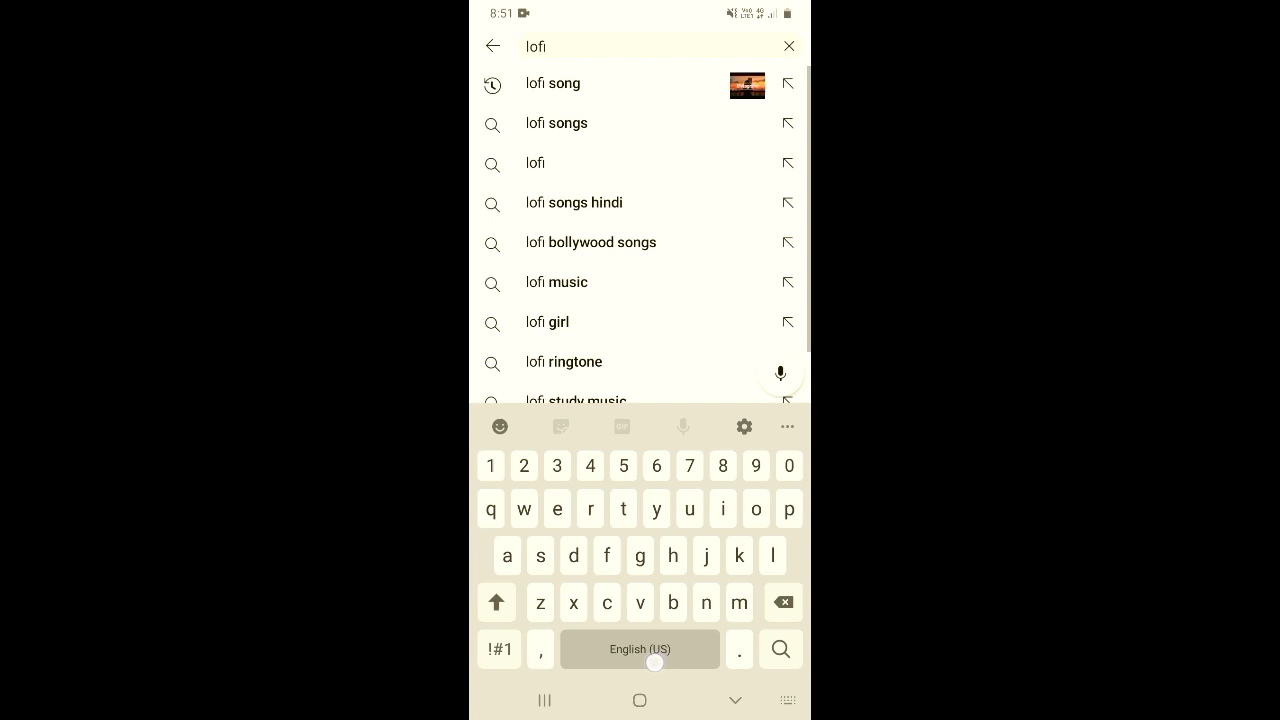 8:51
lofi
lofi song
lofi songs
lofi
lofi songs hindi
lofi bollywood songs
lofi music
lofi girl
lofi ringtone
lofi study music
GIF
1 2 3 4 5 6 7 8 9 0
q w e r t y u i o p
a s d f g h j k l
z x c v b n m
!#1 , English (US) .